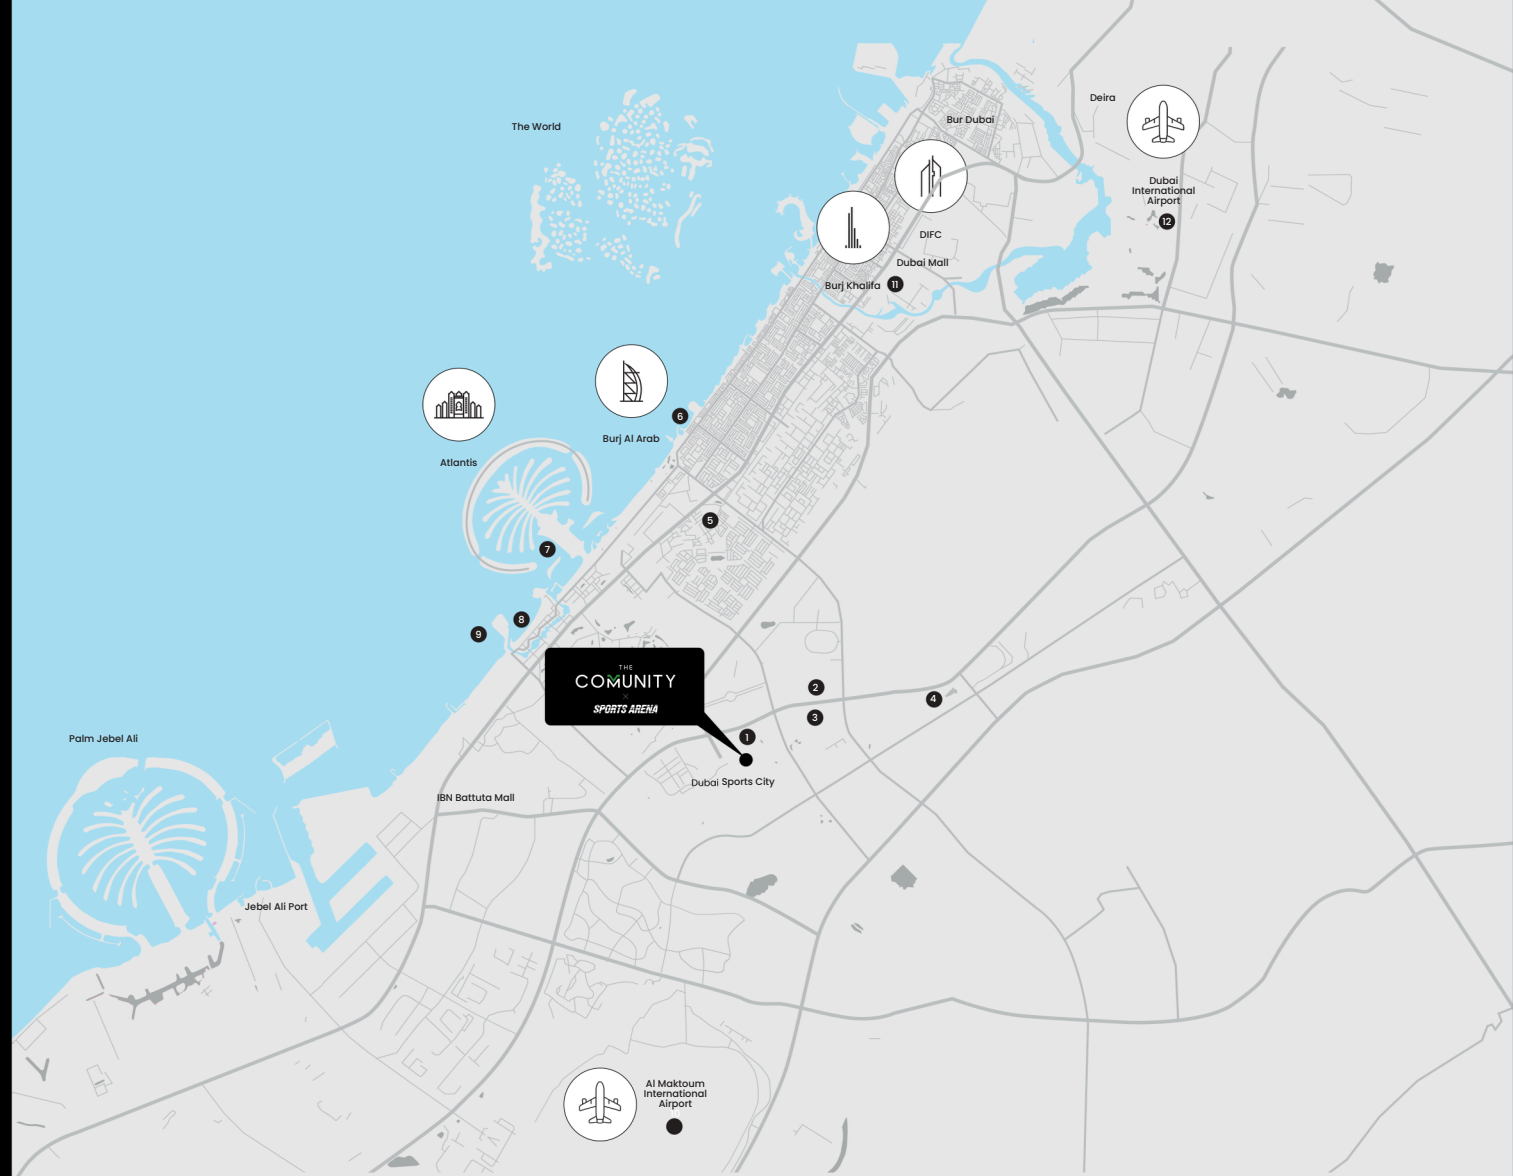 Deira
Bur Dubai
The World
Dubai
International
Airport
12
DIFC
Dubai Mall
Burj Khalifa
11
6
Burj Al Arab
Atlantis
5
7
8
9
THE
COMUNITY
×
SPORTS ARENA
2
3
4
1
Dubai Sports City
Palm Jebel Ali
IBN Battuta Mall
Jebel Ali Port
Al Maktoum
International
Airport